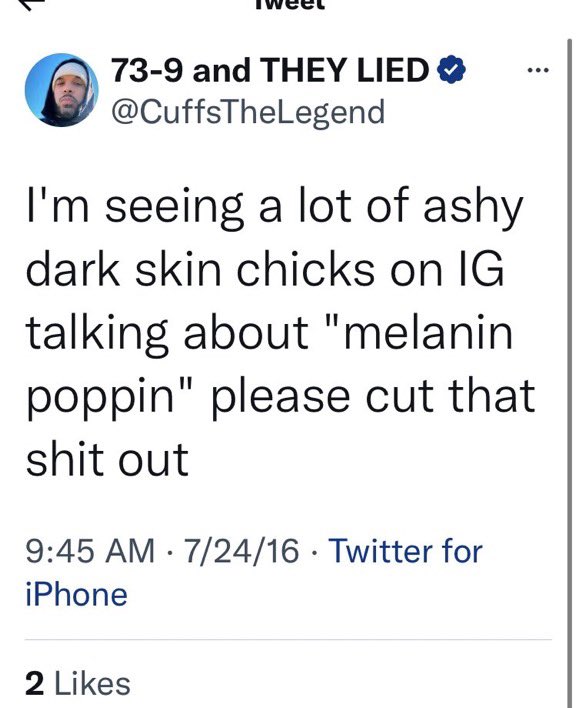 Tweet
73-9 and THEY LIED
@CuffsTheLegend
I'm seeing a lot of ashy
dark skin chicks on IG
talking about "melanin
poppin" please cut that
shit out
9:45 AM · 7/24/16 · Twitter for
iPhone
2 Likes